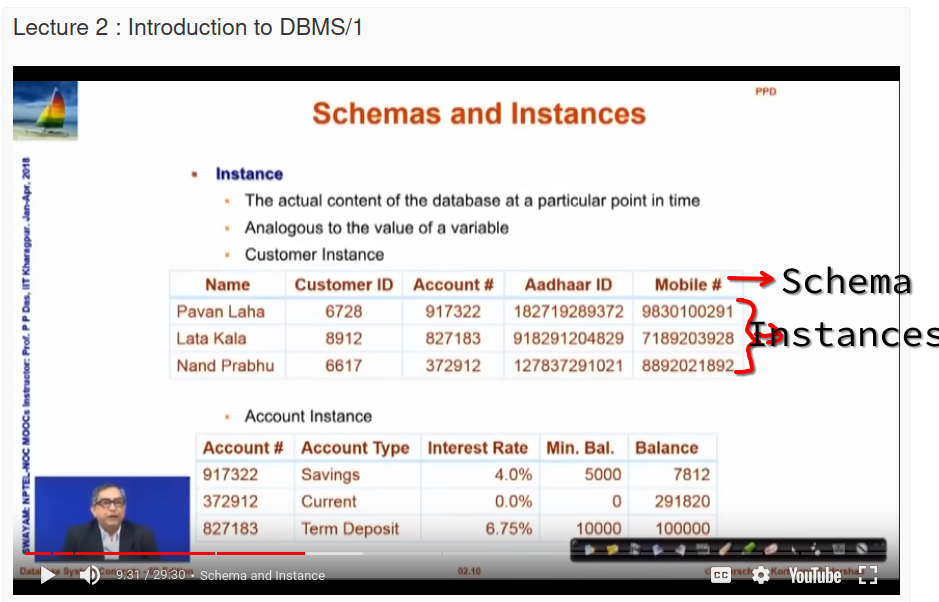 Lecture 2 : Introduction to DBMS/1
PPD
Schemas and Instances
SWAYAM: NPTEL-NOC MOOCs Instructor: Prof. P P Das, IIT Kharagpur. Jan-Apr, 2018
Instance
The actual content of the database at a particular point in time
Analogous to the value of a variable
Customer Instance
Name Customer ID Account # Aadhaar ID Mobile # Schema
Pavan Laha 6728 917322 182719289372 9830100291
Lata Kala 8912 827183 918291204829 7189203928 Instances
Nand Prabhu 6617 372912 127837291021 8892021892
Account Instance
Account # Account Type Interest Rate Min. Bal. Balance
917322 Savings 4.0% 5000 7812
372912 Current 0.0% 0 291820
827183 Term Deposit 6.75% 10000 100000
02.10
9:31 / 29:30 • Schema and Instance
CC YouTube